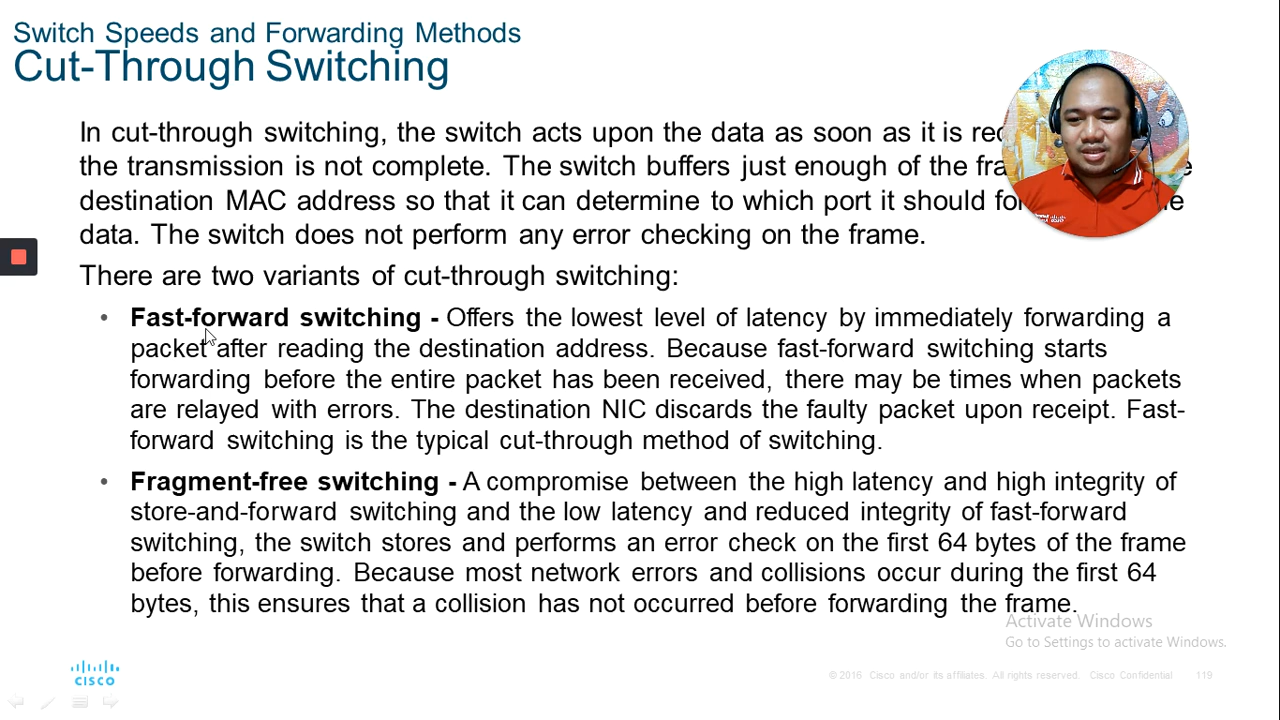 Switch Speeds and Forwarding Methods
Cut-Through Switching
In cut-through switching, the switch acts upon the data as soon as it is
the transmission is not complete. The switch buffers just enough of the
destination MAC address so that it can determine to which port it should
data. The switch does not perform any error checking on the frame.
There are two variants of cut-through switching:
• Fast-forward switching - Offers the lowest level of latency by immediately forwarding a
packet after reading the destination address. Because fast-forward switching starts
forwarding before the entire packet has been received, there may be times when packets
are relayed with errors. The destination NIC discards the faulty packet upon receipt. Fast-
forward switching is the typical cut-through method of switching.
• Fragment-free switching - A compromise between the high latency and high integrity of
store-and-forward switching and the low latency and reduced integrity of fast-forward
switching, the switch stores and performs an error check on the first 64 bytes of the frame
before forwarding. Because most network errors and collisions occur during the first 64
bytes, this ensures that a collision has not occurred before forwarding the frame.
Activate Windows
Go to Settings to activate Windows.
CISCO
© 2016 Cisco and/or its affiliates. All rights reserved. Cisco Confidential 119